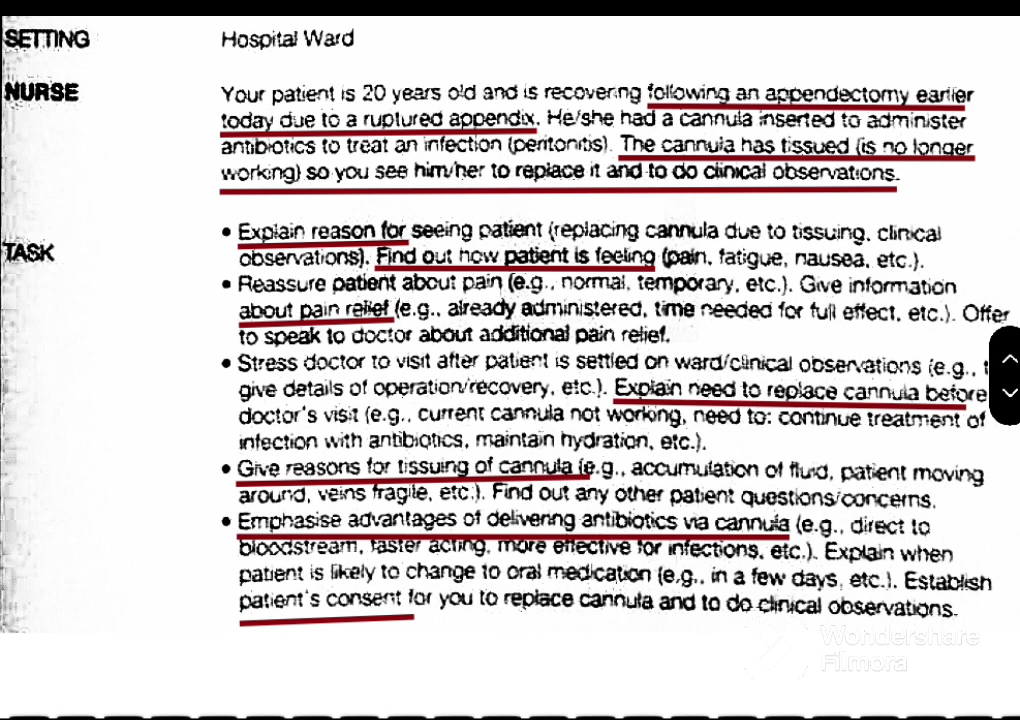 SETTING Hospital Ward
NURSE Your patient is 20 years old and is recovering following an appendectomy earlier
today due to a ruptured appendix. He/she had a cannula inserted to administer
antibiotics to treat an infection (peritonitis). The cannula has tissued (is no longer
working) so you see him/her to replace it and to do clinical observations.
TASK • Explain reason for seeing patient (replacing cannula due to tissuing, clinical
observations). Find out how patient is feeling (pain, fatigue, nausea, etc.).
• Reassure patient about pain (e.g., normal, temporary, etc.). Give information
about pain relief (e.g., already administered, time needed for full effect, etc.). Offer
to speak to doctor about additional pain relief.
• Stress doctor to visit after patient is settled on ward/clinical observations (e.g.,
give details of operation/recovery, etc.). Explain need to replace cannula before
doctor's visit (e.g., current cannula not working, need to: continue treatment of
infection with antibiotics, maintain hydration, etc.).
• Give reasons for tissuing of cannula (e.g., accumulation of fluid, patient moving
around, veins fragile, etc.). Find out any other patient questions/concerns.
• Emphasise advantages of delivering antibiotics via cannula (e.g., direct to
bloodstream, faster acting, more effective for infections, etc.). Explain when
patient is likely to change to oral medication (e.g., in a few days, etc.). Establish
patient's consent for you to replace cannula and to do clinical observations.
Wondershare
Filmora